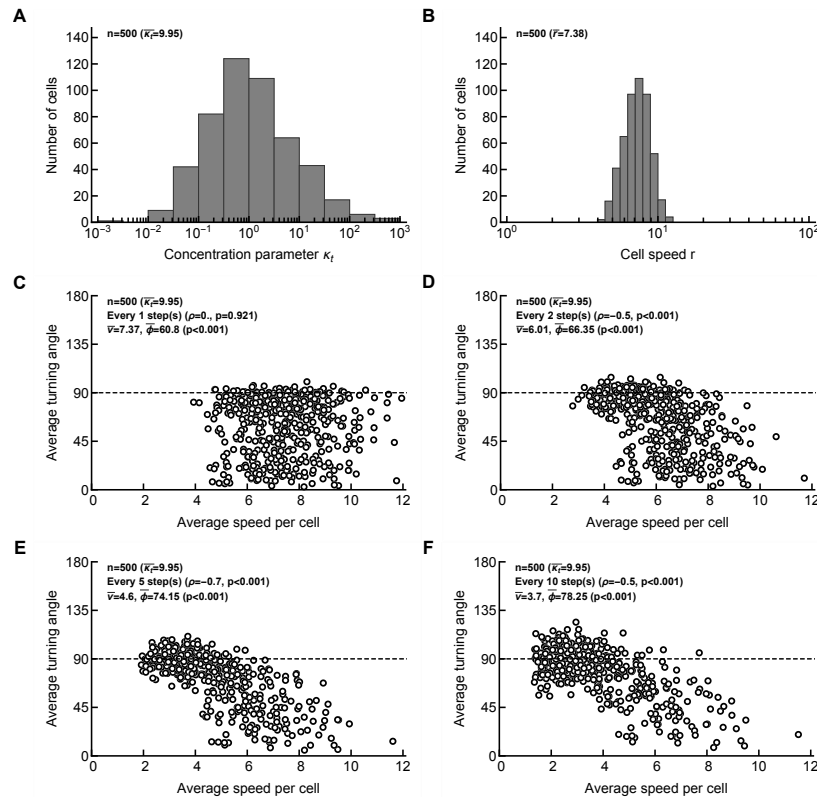 A
n=500 (κt=9.95)
Number of cells
140
120
100
80
60
40
20
0
10−3 10−2 10−1 100 101 102 103
Concentration parameter κt
B
n=500 (r=7.38)
Number of cells
140
120
100
80
60
40
20
0
100 101 102
Cell speed r
C
n=500 (κt=9.95)
Every 1 step(s) (ρ=0., p=0.921)
v=7.37, ϕ=60.8 (p<0.001)
Average turning angle
180
135
90
45
0
0 2 4 6 8 10 12
Average speed per cell
D
n=500 (κt=9.95)
Every 2 step(s) (ρ=−0.5, p<0.001)
v=6.01, ϕ=66.35 (p<0.001)
Average turning angle
180
135
90
45
0
0 2 4 6 8 10 12
Average speed per cell
E
n=500 (κt=9.95)
Every 5 step(s) (ρ=−0.7, p<0.001)
v=4.6, ϕ=74.15 (p<0.001)
Average turning angle
180
135
90
45
0
0 2 4 6 8 10 12
Average speed per cell
F
n=500 (κt=9.95)
Every 10 step(s) (ρ=−0.5, p<0.001)
v=3.7, ϕ=78.25 (p<0.001)
Average turning angle
180
135
90
45
0
0 2 4 6 8 10 12
Average speed per cell